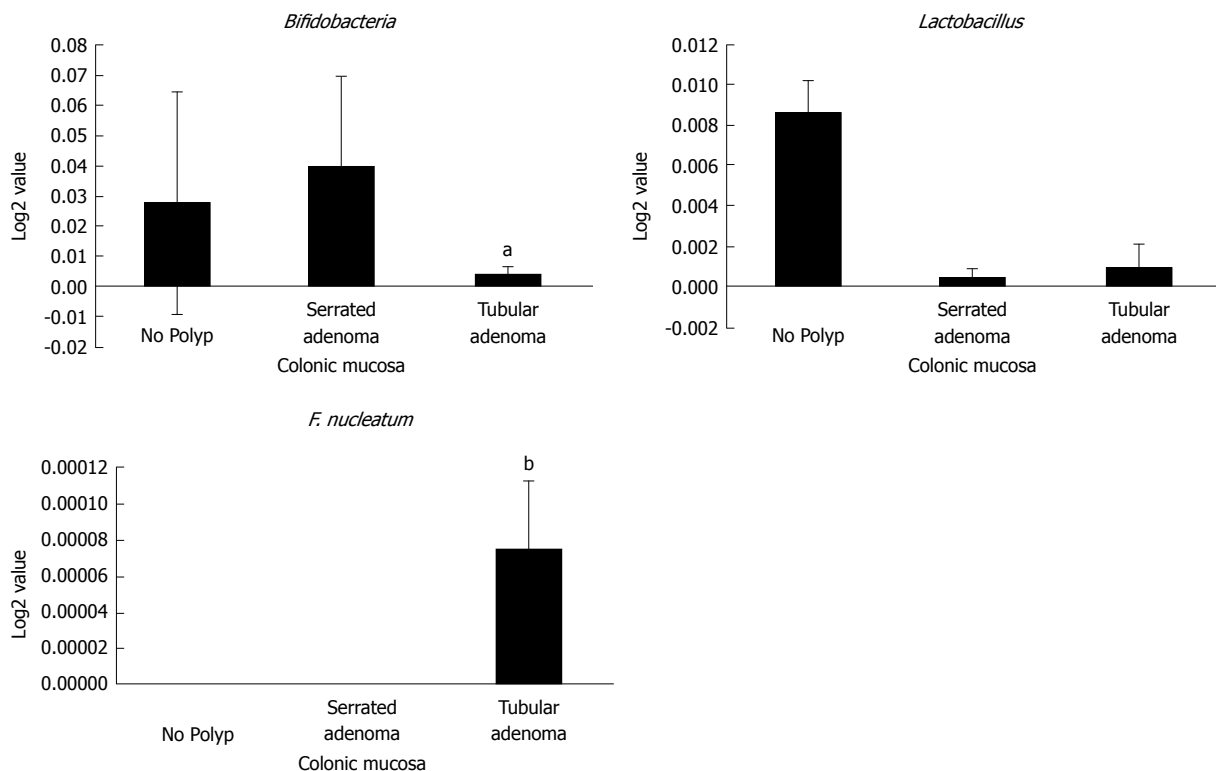 Bifidobacteria
0.08
0.07
0.06
0.05
0.04
0.03
0.02
0.01
0.00
-0.01
-0.02
Log2 value
a
No Polyp
Serrated
adenoma
Tubular
adenoma
Colonic mucosa
Lactobacillus
0.012
0.010
0.008
0.006
0.004
0.002
0.000
-0.002
Log2 value
No Polyp
Serrated
adenoma
Tubular
adenoma
Colonic mucosa
F. nucleatum
0.00012
0.00010
0.00008
0.00006
0.00004
0.00002
0.00000
Log2 value
b
No Polyp
Serrated
adenoma
Tubular
adenoma
Colonic mucosa